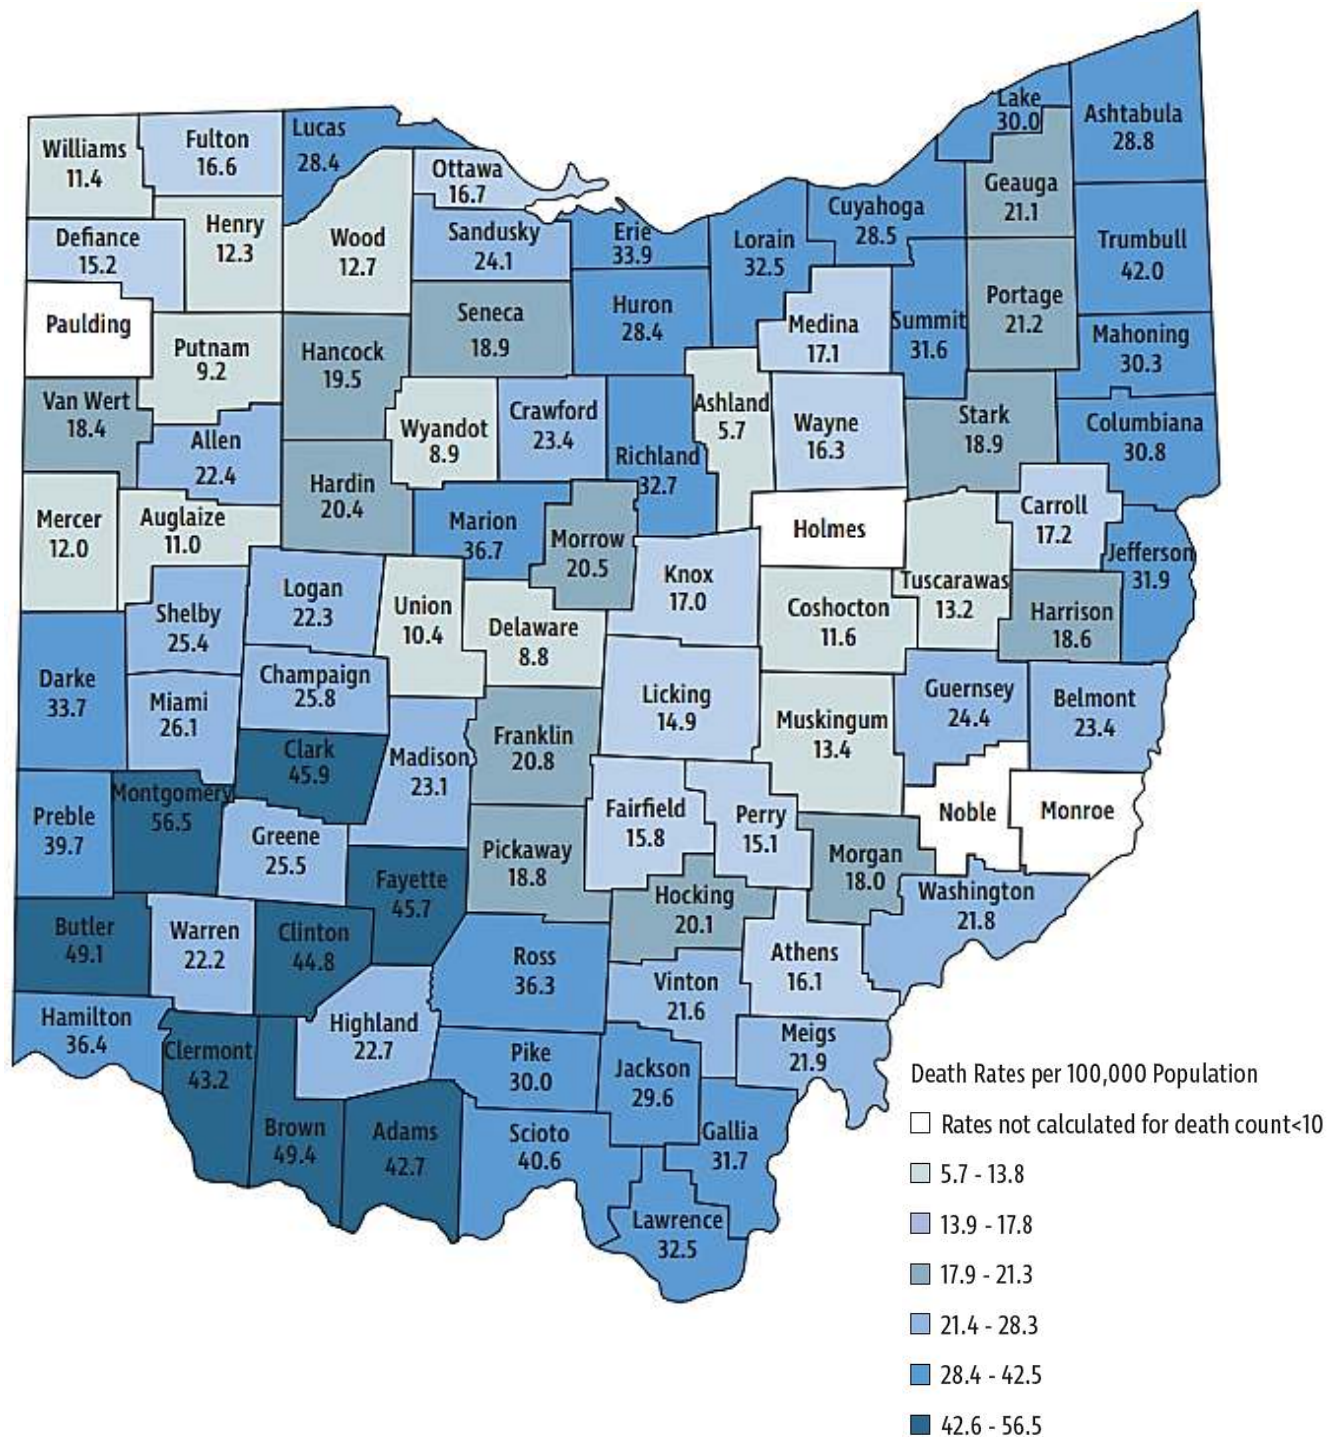 Lake
30.0
Ashtabula
28.8
Williams
11.4
Fulton
16.6
Lucas
28.4
Ottawa
16.7
Geauga
21.1
Defiance
15.2
Henry
12.3
Wood
12.7
Sandusky
24.1
Erie
33.9
Lorain
32.5
Cuyahoga
28.5
Trumbull
42.0
Paulding
Putnam
9.2
Hancock
19.5
Seneca
18.9
Huron
28.4
Medina
17.1
Summit
31.6
Portage
21.2
Mahoning
30.3
Van Wert
18.4
Allen
22.4
Wyandot
8.9
Crawford
23.4
Richland
32.7
Ashland
5.7
Wayne
16.3
Stark
18.9
Columbiana
30.8
Mercer
12.0
Auglaize
11.0
Hardin
20.4
Marion
36.7
Morrow
20.5
Holmes
Carroll
17.2
Jefferson
31.9
Shelby
25.4
Logan
22.3
Union
10.4
Delaware
8.8
Knox
17.0
Coshocton
11.6
Tuscarawas
13.2
Harrison
18.6
Darke
33.7
Miami
26.1
Champaign
25.8
Licking
14.9
Muskingum
13.4
Guernsey
24.4
Belmont
23.4
Clark
45.9
Madison
23.1
Franklin
20.8
Preble
39.7
Montgomery
56.5
Greene
25.5
Fayette
45.7
Pickaway
18.8
Fairfield
15.8
Perry
15.1
Morgan
18.0
Noble
Monroe
Butler
49.1
Warren
22.2
Clinton
44.8
Ross
36.3
Hocking
20.1
Vinton
21.6
Athens
16.1
Washington
21.8
Hamilton
36.4
Clermont
43.2
Highland
22.7
Pike
30.0
Jackson
29.6
Meigs
21.9
Brown
49.4
Adams
42.7
Scioto
40.6
Gallia
31.7
Lawrence
32.5
Death Rates per 100,000 Population
Rates not calculated for death count<10
5.7 - 13.8
13.9 - 17.8
17.9 - 21.3
21.4 - 28.3
28.4 - 42.5
42.6 - 56.5